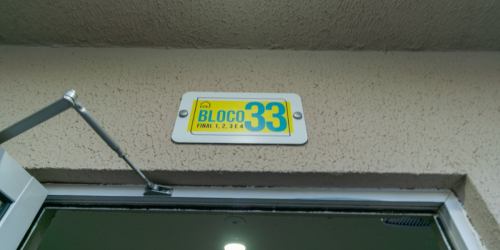 BLOCO 33
FINAL 1, 2, 3 E 4